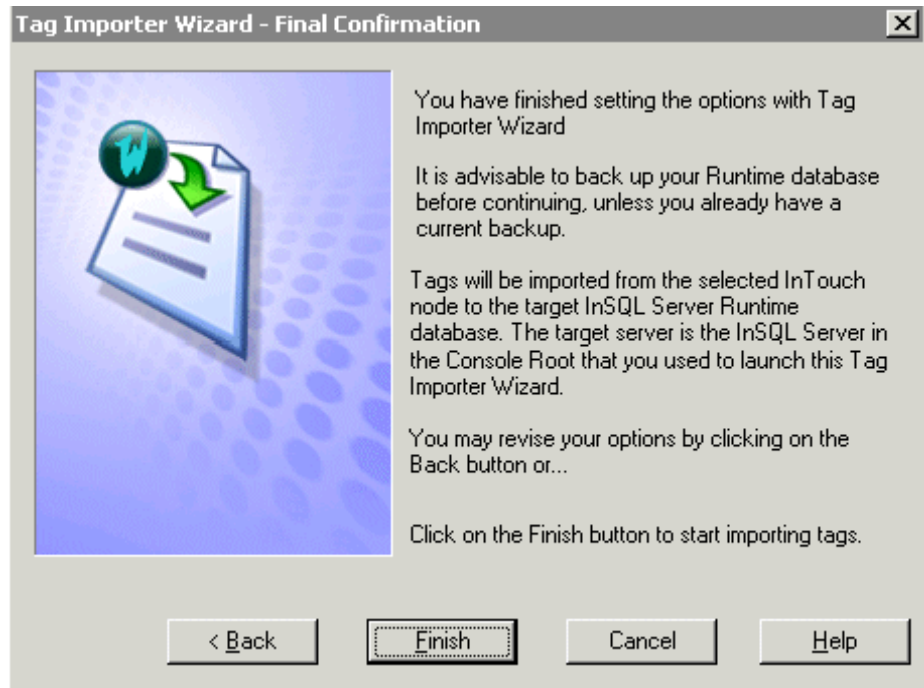 Tag Importer Wizard - Final Confirmation
You have finished setting the options with Tag
Importer Wizard
It is advisable to back up your Runtime database
before continuing, unless you already have a
current backup.
Tags will be imported from the selected InTouch
node to the target InSQL Server Runtime
database. The target server is the InSQL Server in
the Console Root that you used to launch this Tag
Importer Wizard.
You may revise your options by clicking on the
Back button or...
Click on the Finish button to start importing tags.
< Back Finish Cancel Help